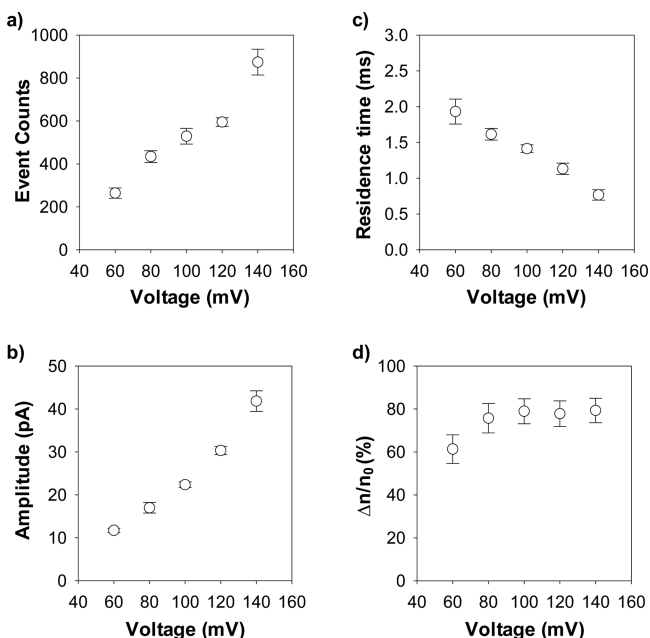 a)
Event Counts
1000
800
600
400
200
0
40 60 80 100 120 140 160
Voltage (mV)
c)
Residence time (ms)
3.0
2.5
2.0
1.5
1.0
0.5
0.0
40 60 80 100 120 140 160
Voltage (mV)
b)
Amplitude (pA)
50
40
30
20
10
0
40 60 80 100 120 140 160
Voltage (mV)
d)
Δn/n₀ (%)
100
80
60
40
20
0
40 60 80 100 120 140 160
Voltage (mV)